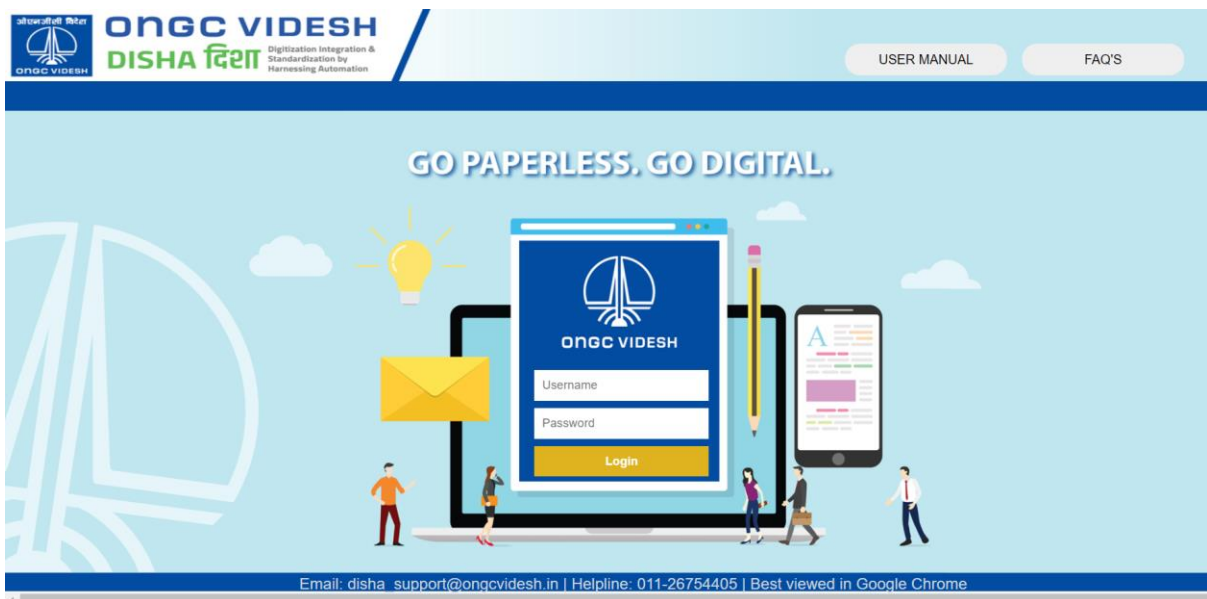 ओएनजीसी विदेश
ONGC VIDESH
ONGC VIDESH
DISHA दिशा
Digitization Integration &
Standardization by
Harnessing Automation
USER MANUAL
FAQ'S
GO PAPERLESS. GO DIGITAL.
ONGC VIDESH
Username
Password
Login
A
Email: disha_support@ongcvidesh.in | Helpline: 011-26754405 | Best viewed in Google Chrome